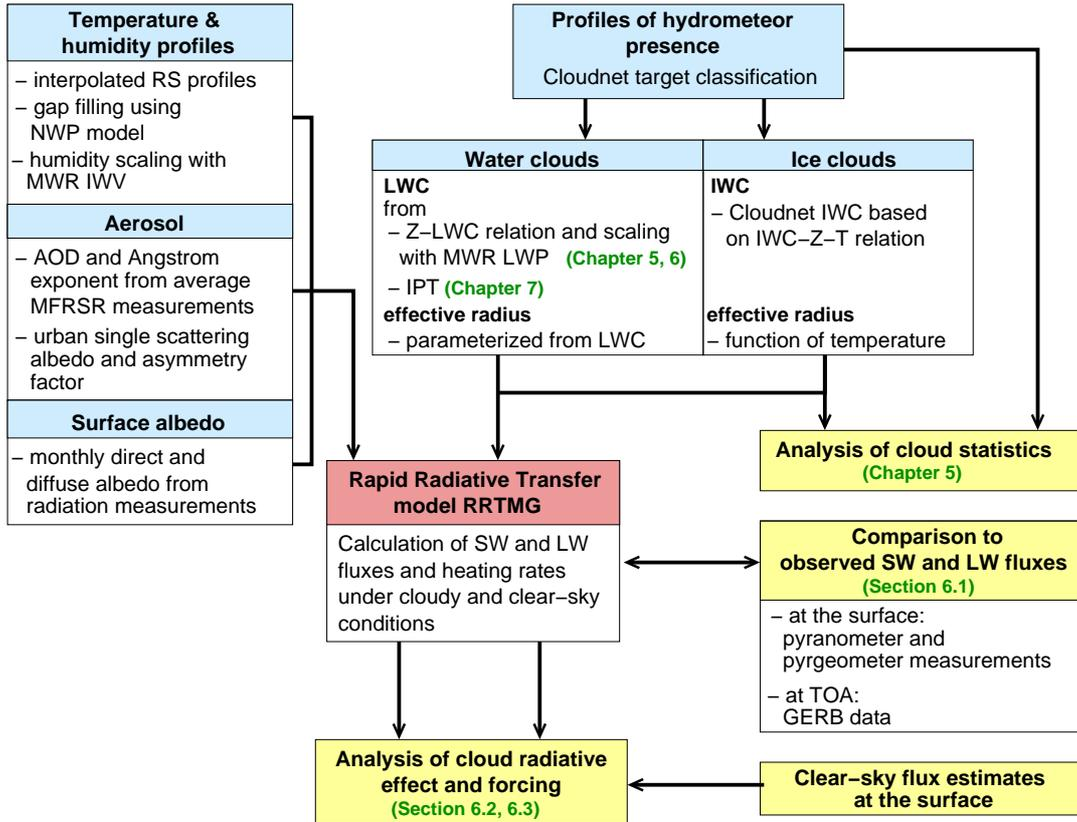 Temperature &
humidity profiles
– interpolated RS profiles
– gap filling using
NWP model
– humidity scaling with
MWR IWV
Aerosol
– AOD and Angstrom
exponent from average
MFRSR measurements
– urban single scattering
albedo and asymmetry
factor
Surface albedo
– monthly direct and
diffuse albedo from
radiation measurements
Profiles of hydrometeor
presence
Cloudnet target classification
Water clouds
LWC
from
– Z–LWC relation and scaling
with MWR LWP (Chapter 5, 6)
– IPT (Chapter 7)
effective radius
– parameterized from LWC
Ice clouds
IWC
– Cloudnet IWC based
on IWC–Z–T relation
effective radius
– function of temperature
Analysis of cloud statistics
(Chapter 5)
Rapid Radiative Transfer
model RRTMG
Calculation of SW and LW
fluxes and heating rates
under cloudy and clear–sky
conditions
Comparison to
observed SW and LW fluxes
(Section 6.1)
– at the surface:
pyranometer and
pyrgeometer measurements
– at TOA:
GERB data
Analysis of cloud radiative
effect and forcing
(Section 6.2, 6.3)
Clear–sky flux estimates
at the surface